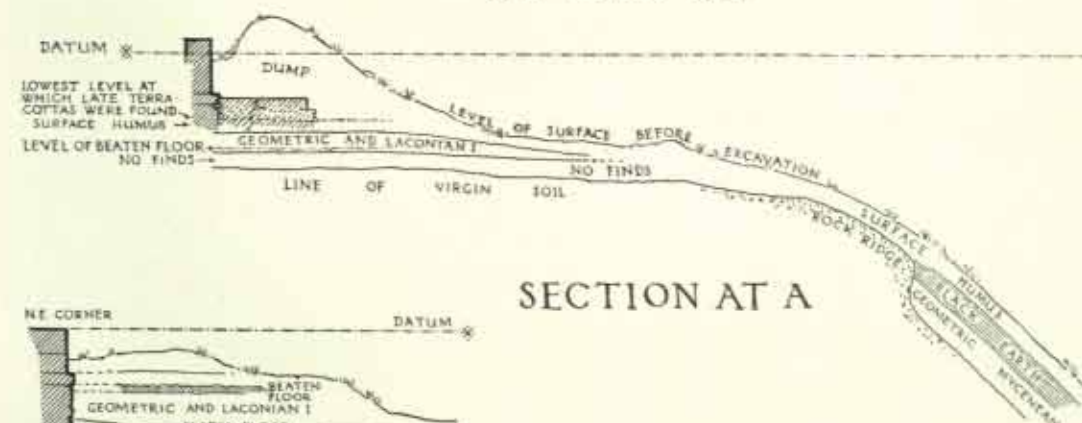 DATUM
DUMP
LOWEST LEVEL AT
WHICH LATE TERRA
COTTAS WERE FOUND
SURFACE HUMUS
LEVEL OF SURFACE BEFORE EXCAVATION
GEOMETRIC AND LACONIAN I
LEVEL OF BEATEN FLOOR
NO FINDS
NO FINDS
LINE OF VIRGIN SOIL
SURFACE HUMUS
ROCK RIDGE
BLACK EARTH
GEOMETRIC
MYCENEAN
SECTION AT A
N.E. CORNER
DATUM
BEATEN
FLOOR
GEOMETRIC AND LACONIAN I